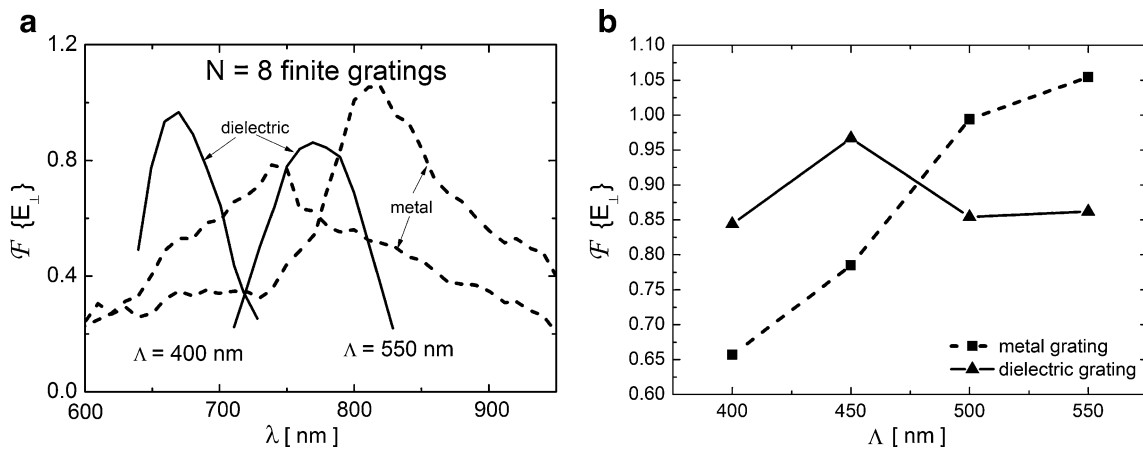 a
1.2
0.8
0.4
0.0
ℱ {E⊥}
N = 8 finite gratings
dielectric
metal
Λ = 400 nm
Λ = 550 nm
600
700
800
900
λ [ nm ]
b
1.10
1.05
1.00
0.95
0.90
0.85
0.80
0.75
0.70
0.65
0.60
ℱ {E⊥}
metal grating
dielectric grating
400
450
500
550
Λ [ nm ]